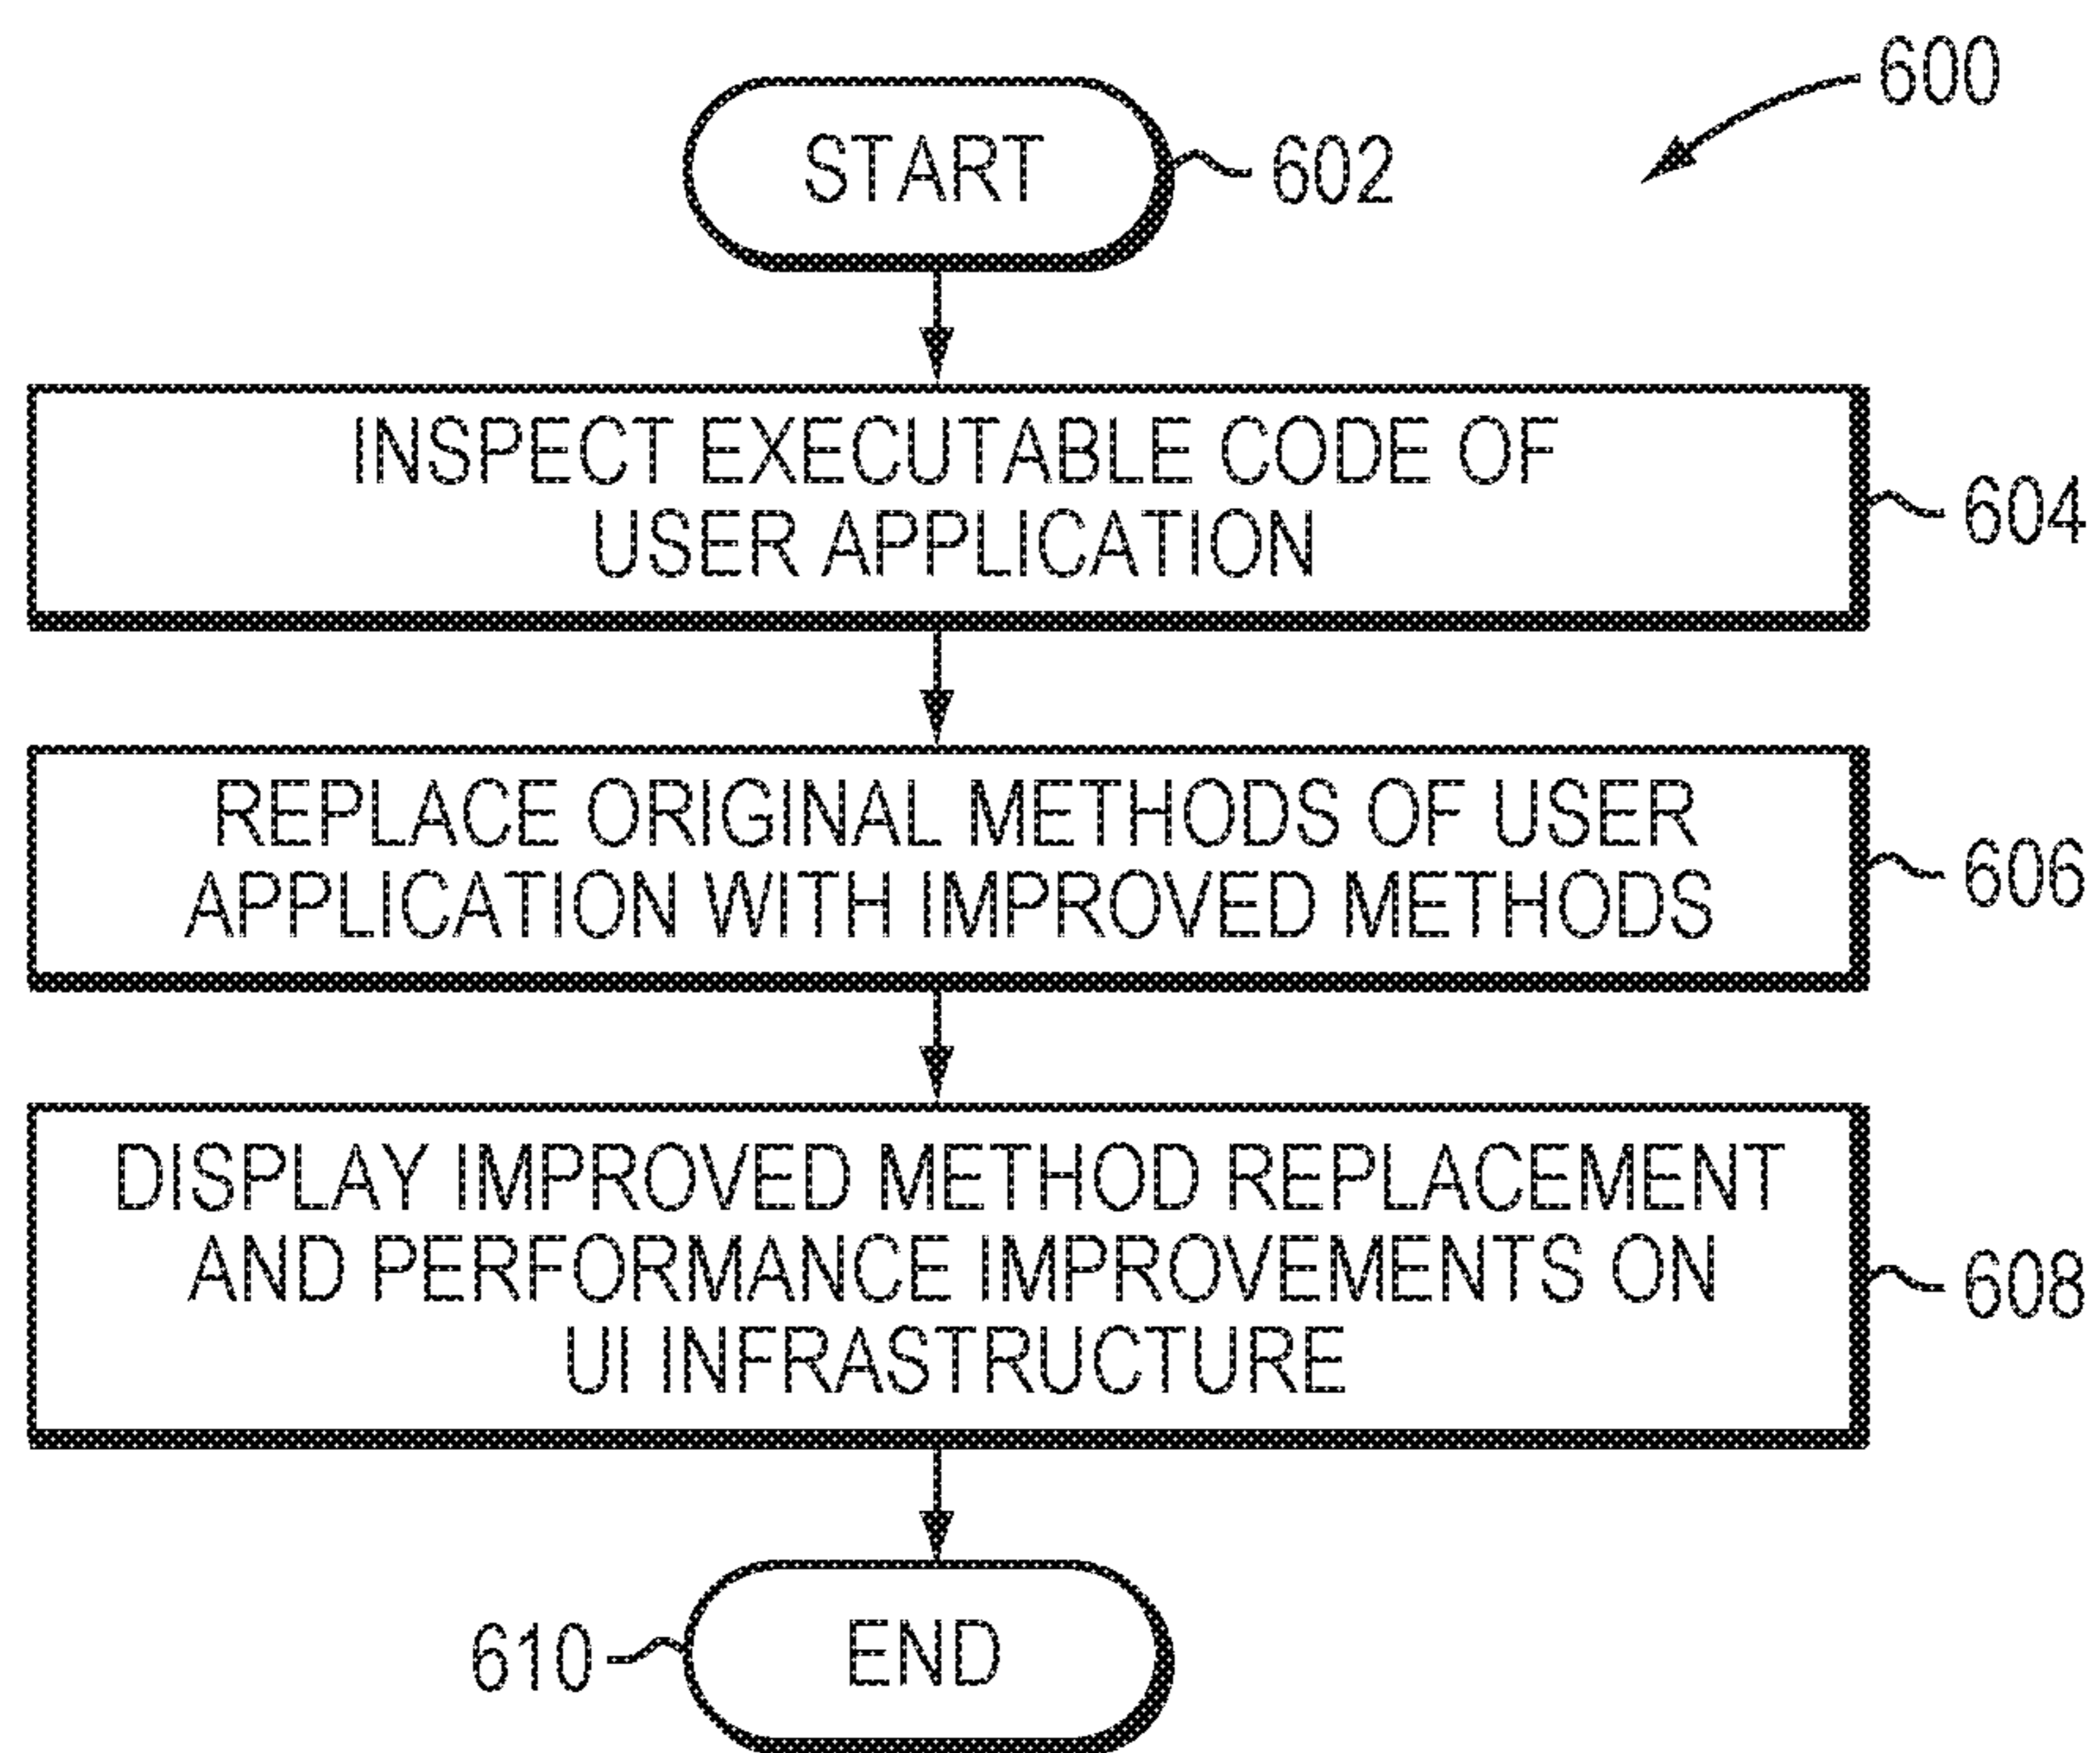 600
START
602
INSPECT EXECUTABLE CODE OF
USER APPLICATION
604
REPLACE ORIGINAL METHODS OF USER
APPLICATION WITH IMPROVED METHODS
606
DISPLAY IMPROVED METHOD REPLACEMENT
AND PERFORMANCE IMPROVEMENTS ON
UI INFRASTRUCTURE
608
610
END